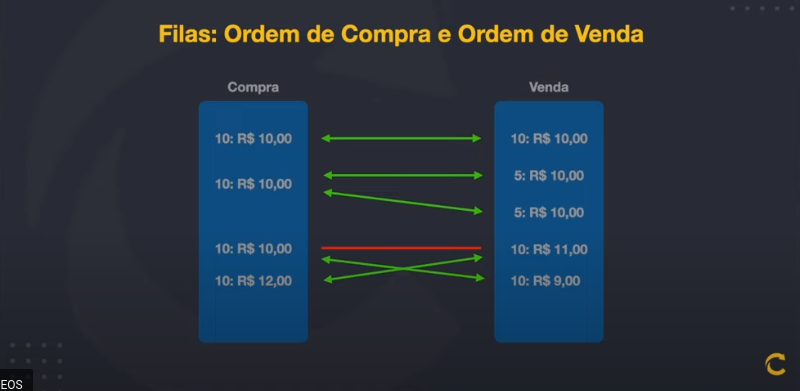 Filas: Ordem de Compra e Ordem de Venda
Compra
10: R$ 10,00
10: R$ 10,00
10: R$ 10,00
10: R$ 12,00
Venda
10: R$ 10,00
5: R$ 10,00
5: R$ 10,00
10: R$ 11,00
10: R$ 9,00
EOS